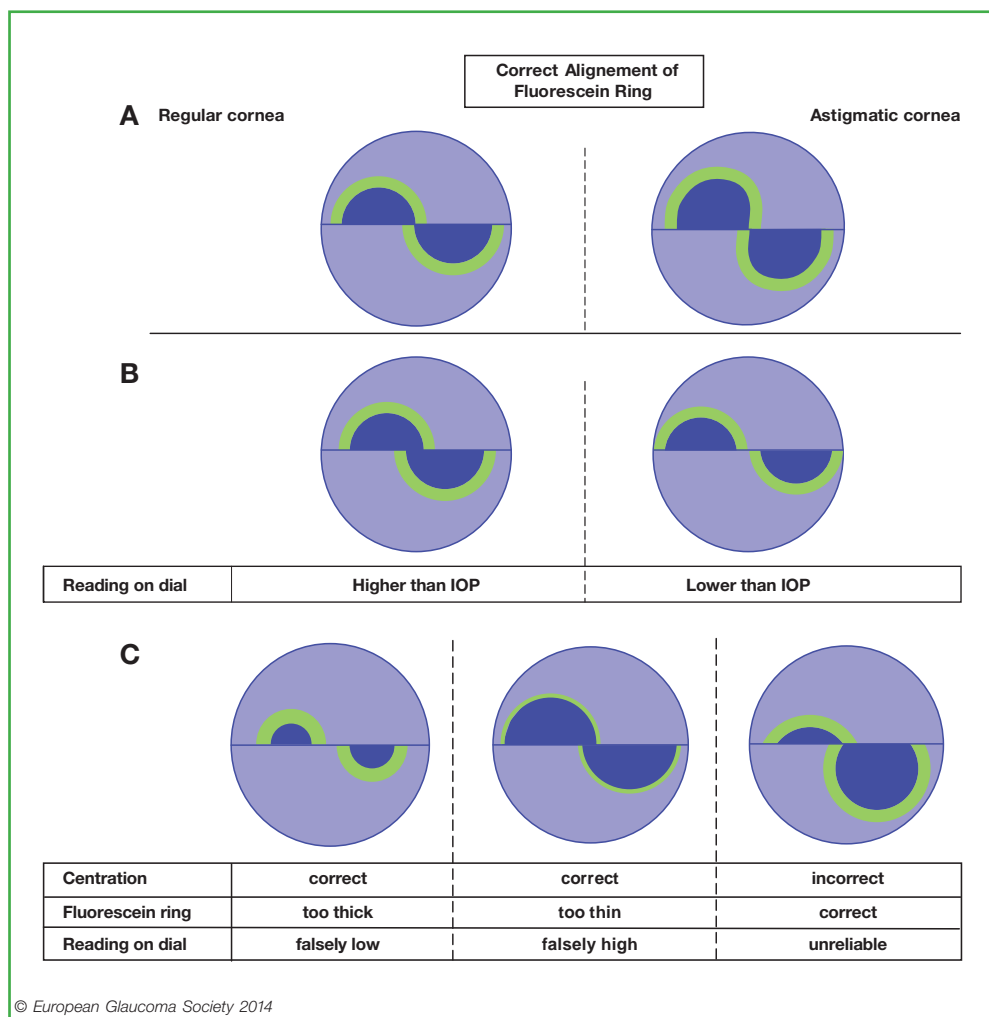 Correct Alignement of
Fluorescein Ring
A
Regular cornea
Astigmatic cornea
B
Reading on dial Higher than IOP Lower than IOP
C
Centration correct correct incorrect
Fluorescein ring too thick too thin correct
Reading on dial falsely low falsely high unreliable
© European Glaucoma Society 2014